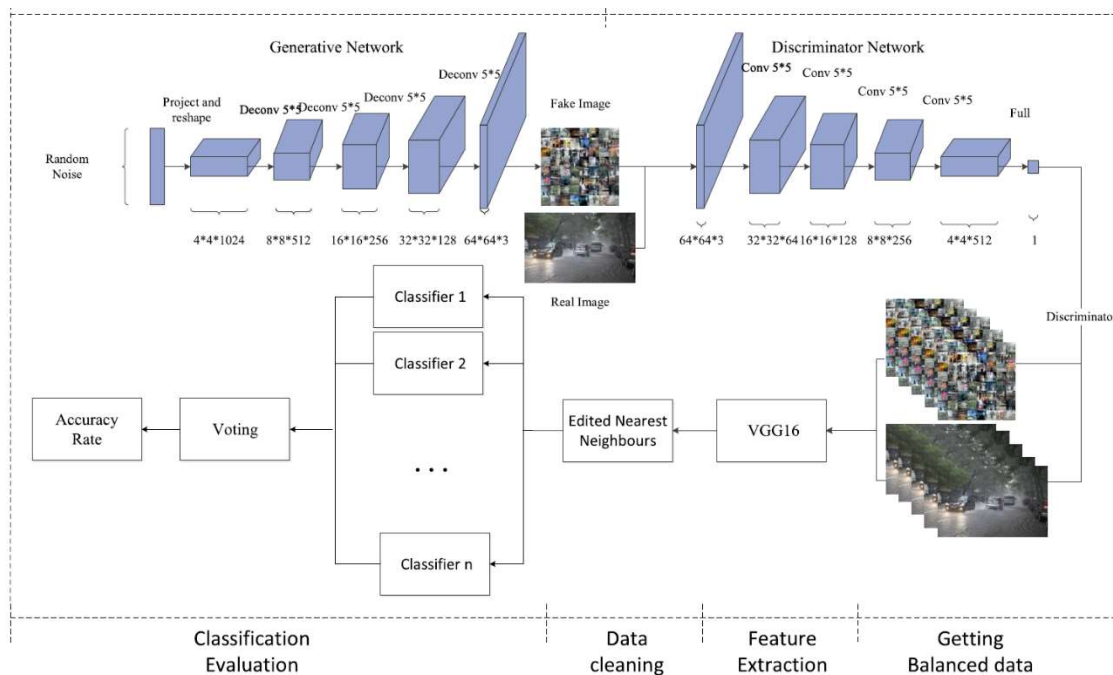 Generative Network
Discriminator Network
Project and
reshape
Deconv 5*5
Deconv 5*5
Deconv 5*5
Deconv 5*5
Fake Image
Conv 5*5
Conv 5*5
Conv 5*5
Conv 5*5
Full
Random
Noise
4*4*1024
8*8*512
16*16*256
32*32*128
64*64*3
64*64*3
32*32*64
16*16*128
8*8*256
4*4*512
1
Real Image
Discriminator
Classifier 1
Classifier 2
...
Classifier n
Accuracy
Rate
Voting
Edited Nearest
Neighbours
VGG16
Classification
Evaluation
Data
cleaning
Feature
Extraction
Getting
Balanced data